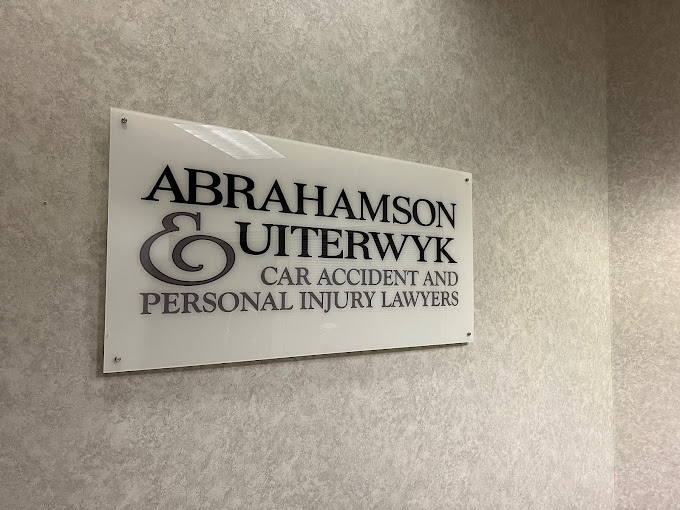 ABRAHAMSON
& UITERWYK
CAR ACCIDENT AND
PERSONAL INJURY LAWYERS